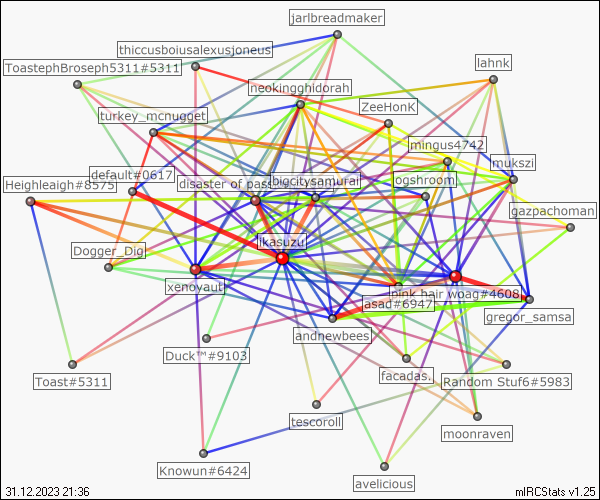 jarlbreadmaker
thiccusboiusalexusjoneus
ToastephBroseph5311#5311
lahnk
neokingghidorah
ZeeHonK
turkey_mcnugget
mingus4742
mukszi
default#0617
Heighleaigh#8575
disaster of pass
bigcitysamurai
ogshroom
gazpachoman
jkasuzu
Dogger_Dig
xenoyaut
pink hair woag#4608
asad#6947
gregor_samsa
andnewbees
Duck™#9103
facadas.
Toast#5311
Random Stuf6#5983
tescoroll
moonraven
Knowun#6424
avelicious
31.12.2023 21:36
mIRCStats v1.25